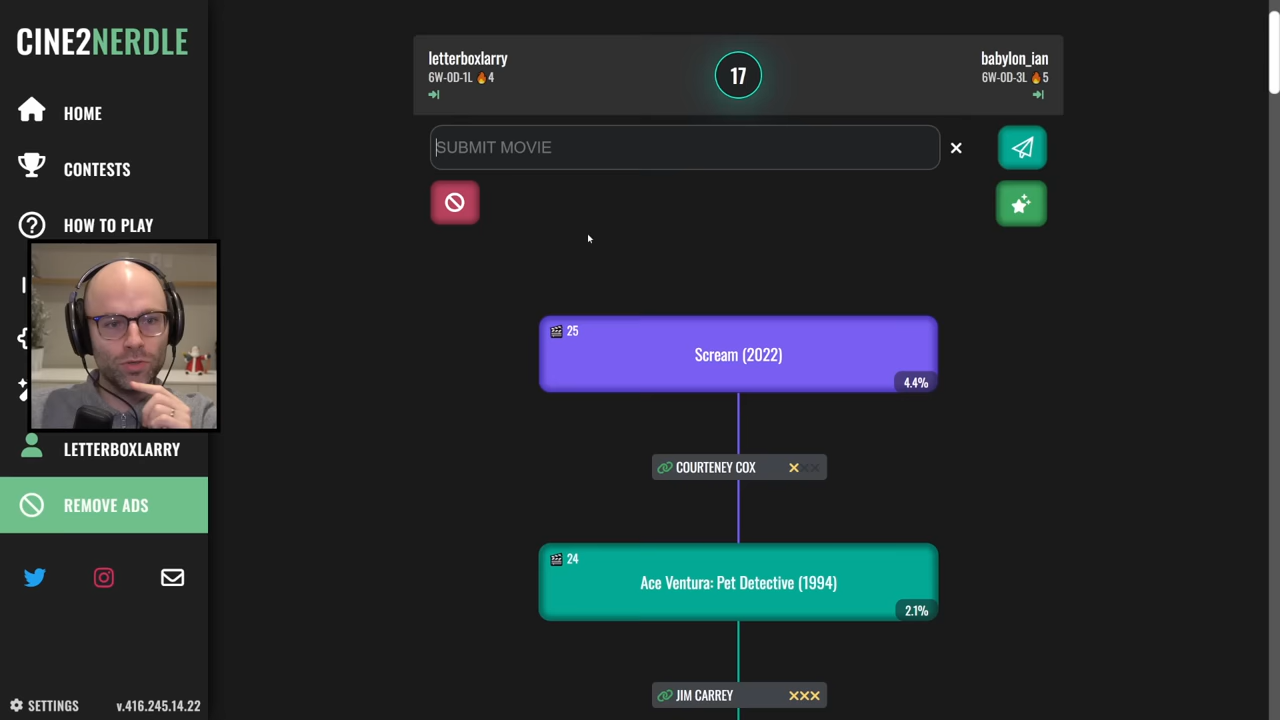 CINE2NERDLE
HOME
CONTESTS
HOW TO PLAY
LETTERBOXLARRY
REMOVE ADS
SETTINGS
v.416.245.14.22
letterboxlarry
6W-0D-1L 🔥4
17
babylon_ian
6W-0D-3L 🔥5
SUBMIT MOVIE
25
Scream (2022)
4.4%
COURTENEY COX
24
Ace Ventura: Pet Detective (1994)
2.1%
JIM CARREY